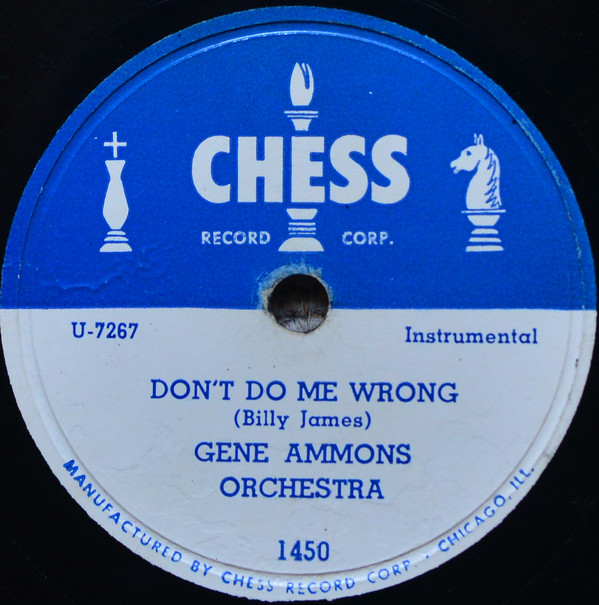 CHESS
RECORD CORP.
U-7267
Instrumental
DON'T DO ME WRONG
(Billy James)
GENE AMMONS
ORCHESTRA
1450
MANUFACTURED BY CHESS RECORD CORP. · CHICAGO, ILL.